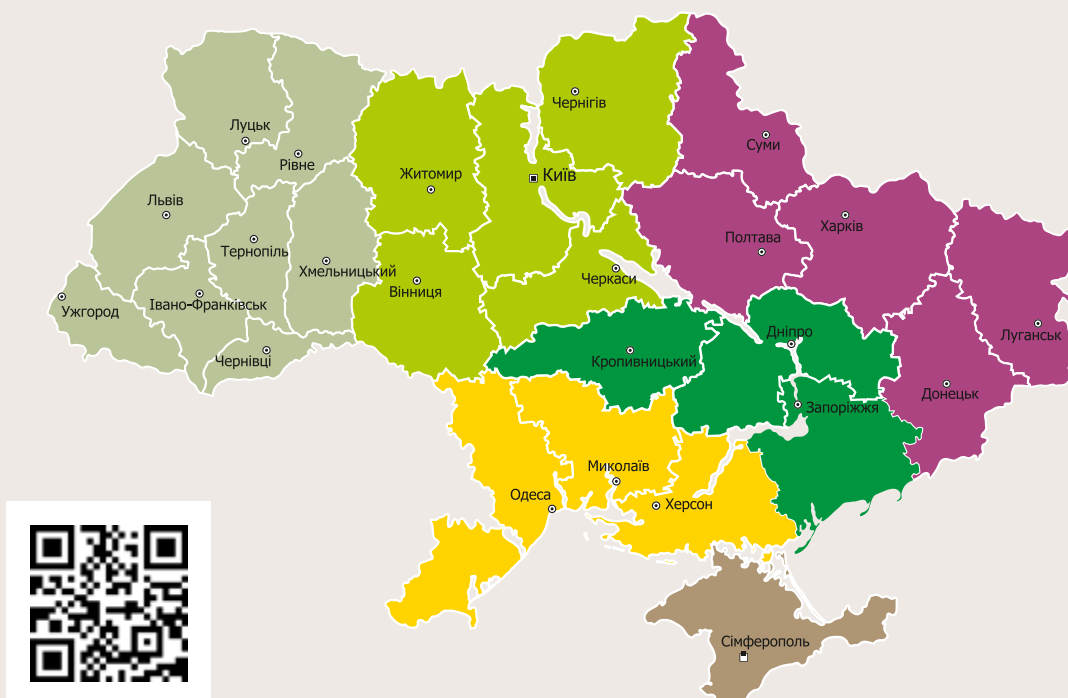 Чернігів
Луцьк
Суми
Рівне
Житомир
Київ
Львів
Харків
Полтава
Тернопіль
Хмельницький
Черкаси
Вінниця
Івано-Франківськ
Ужгород
Луганськ
Дніпро
Чернівці
Кропивницький
Донецьк
Запоріжжя
Миколаїв
Одеса
Херсон
Сімферополь